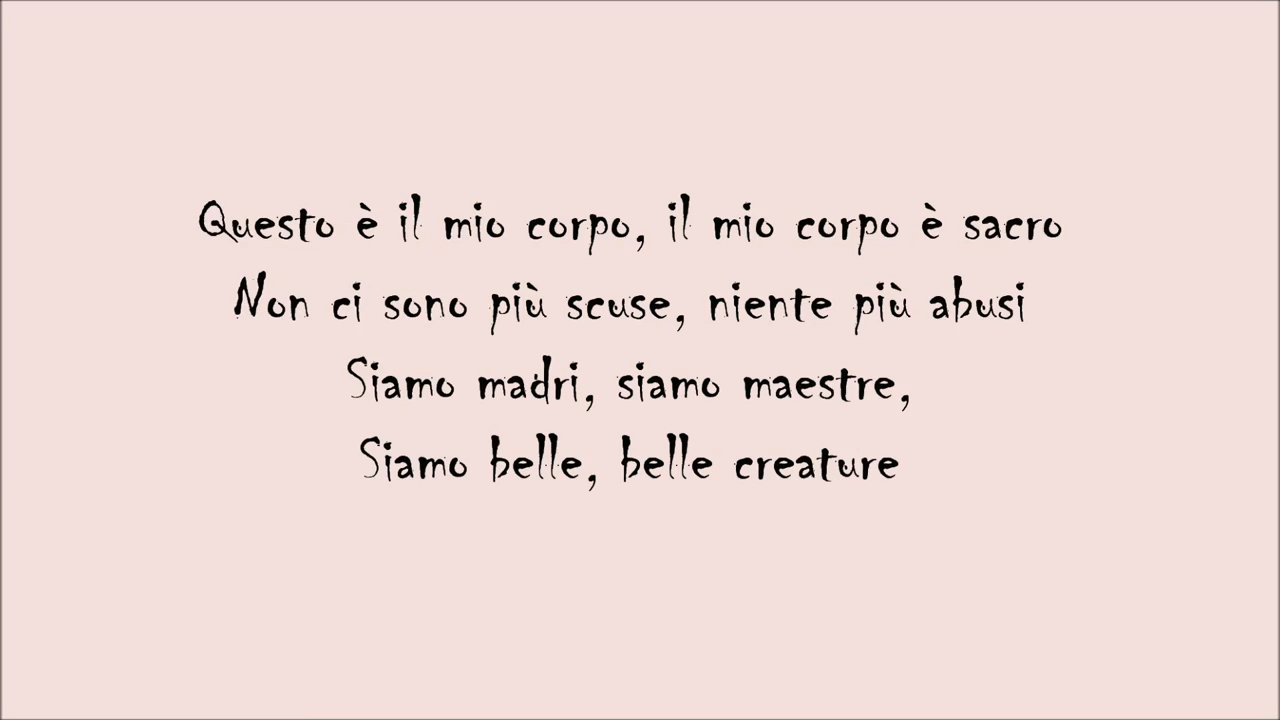 Questo è il mio corpo, il mio corpo è sacro
Non ci sono più scuse, niente più abusi
Siamo madri, siamo maestre,
Siamo belle, belle creature